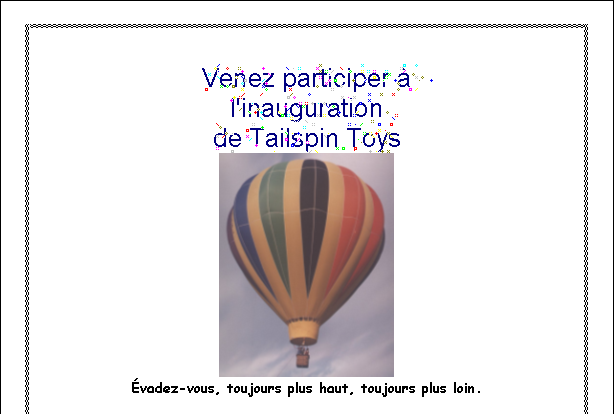 Venez participer à
l'inauguration
de Tailspin Toys
Évadez-vous, toujours plus haut, toujours plus loin.